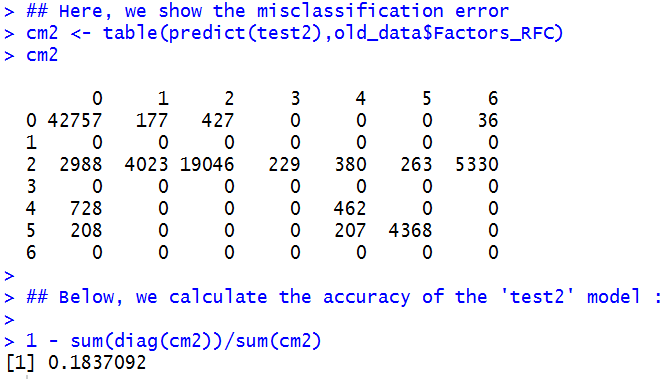 > ## Here, we show the misclassification error
> cm2 <- table(predict(test2),old_data$Factors_RFC)
> cm2
0 1 2 3 4 5 6
0 42757 177 427 0 0 0 36
1 0 0 0 0 0 0 0
2 2988 4023 19046 229 380 263 5330
3 0 0 0 0 0 0 0
4 728 0 0 0 462 0 0
5 208 0 0 0 207 4368 0
6 0 0 0 0 0 0 0
>
> ## Below, we calculate the accuracy of the 'test2' model :
>
> 1 - sum(diag(cm2))/sum(cm2)
[1] 0.1837092